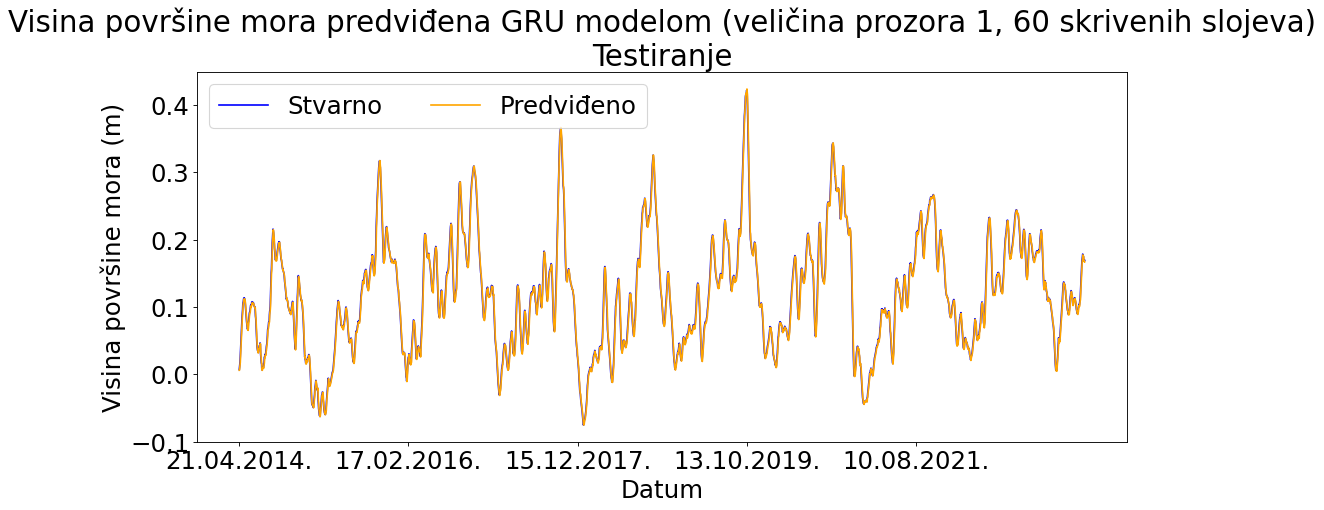 Visina površine mora predviđena GRU modelom (veličina prozora 1, 60 skrivenih slojeva)
Testiranje
Stvarno Predviđeno
Visina površine mora (m)
0.4
0.3
0.2
0.1
0.0
−0.1
21.04.2014. 17.02.2016. 15.12.2017. 13.10.2019. 10.08.2021.
Datum